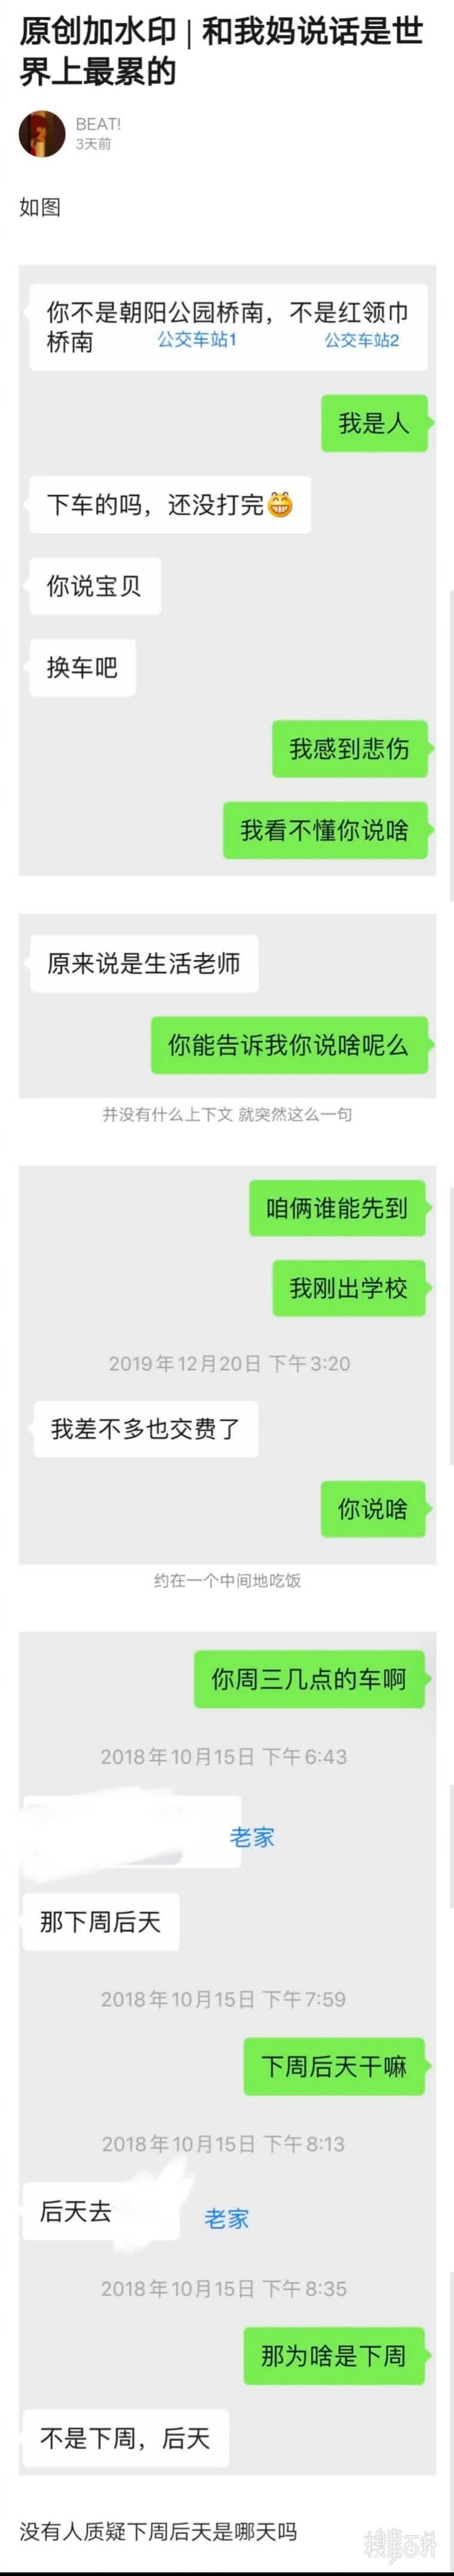 原创加水印 | 和我妈说话是世
界上最累的
BEAT!
3天前
如图
你不是朝阳公园桥南，不是红领巾
桥南
公交车站1
公交车站2
我是人
下车的吗，还没打完😁
你说宝贝
换车吧
我感到悲伤
我看不懂你说啥
原来说是生活老师
你能告诉我你说啥呢么
并没有什么上下文 就突然这么一句
咱俩谁能先到
我刚出学校
2019年12月20日 下午3:20
我差不多也交费了
你说啥
约在一个中间地吃饭
你周三几点的车啊
2018年10月15日 下午6:43
老家
那下周后天
2018年10月15日 下午7:59
下周后天干嘛
2018年10月15日 下午8:13
后天去
老家
2018年10月15日 下午8:35
那为啥是下周
不是下周，后天
没有人质疑下周后天是哪天吗